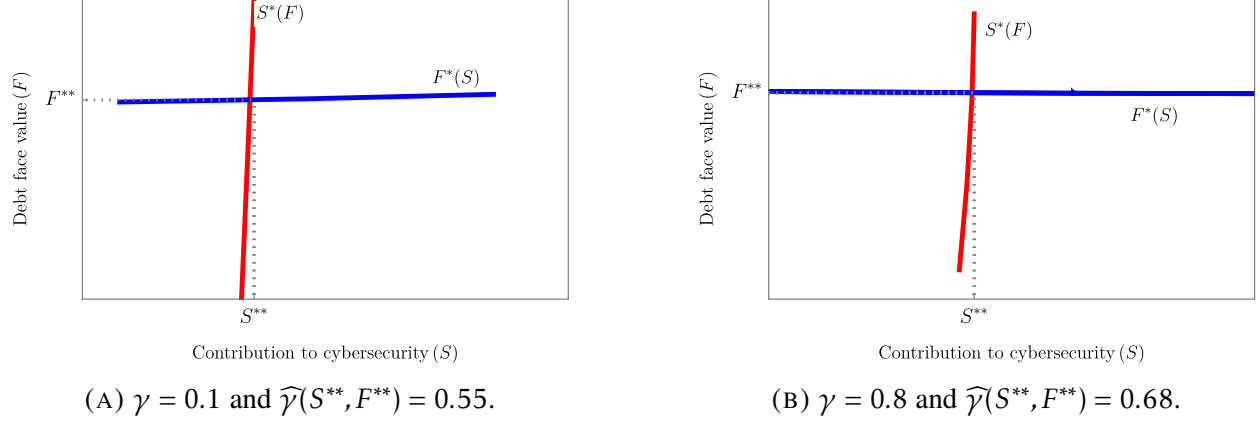 S*(F)
F*(S)
F**
Debt face value (F)
S**
Contribution to cybersecurity (S)
(A) γ = 0.1 and γ̂(S**, F**) = 0.55.
S*(F)
F**
F*(S)
Debt face value (F)
S**
Contribution to cybersecurity (S)
(B) γ = 0.8 and γ̂(S**, F**) = 0.68.